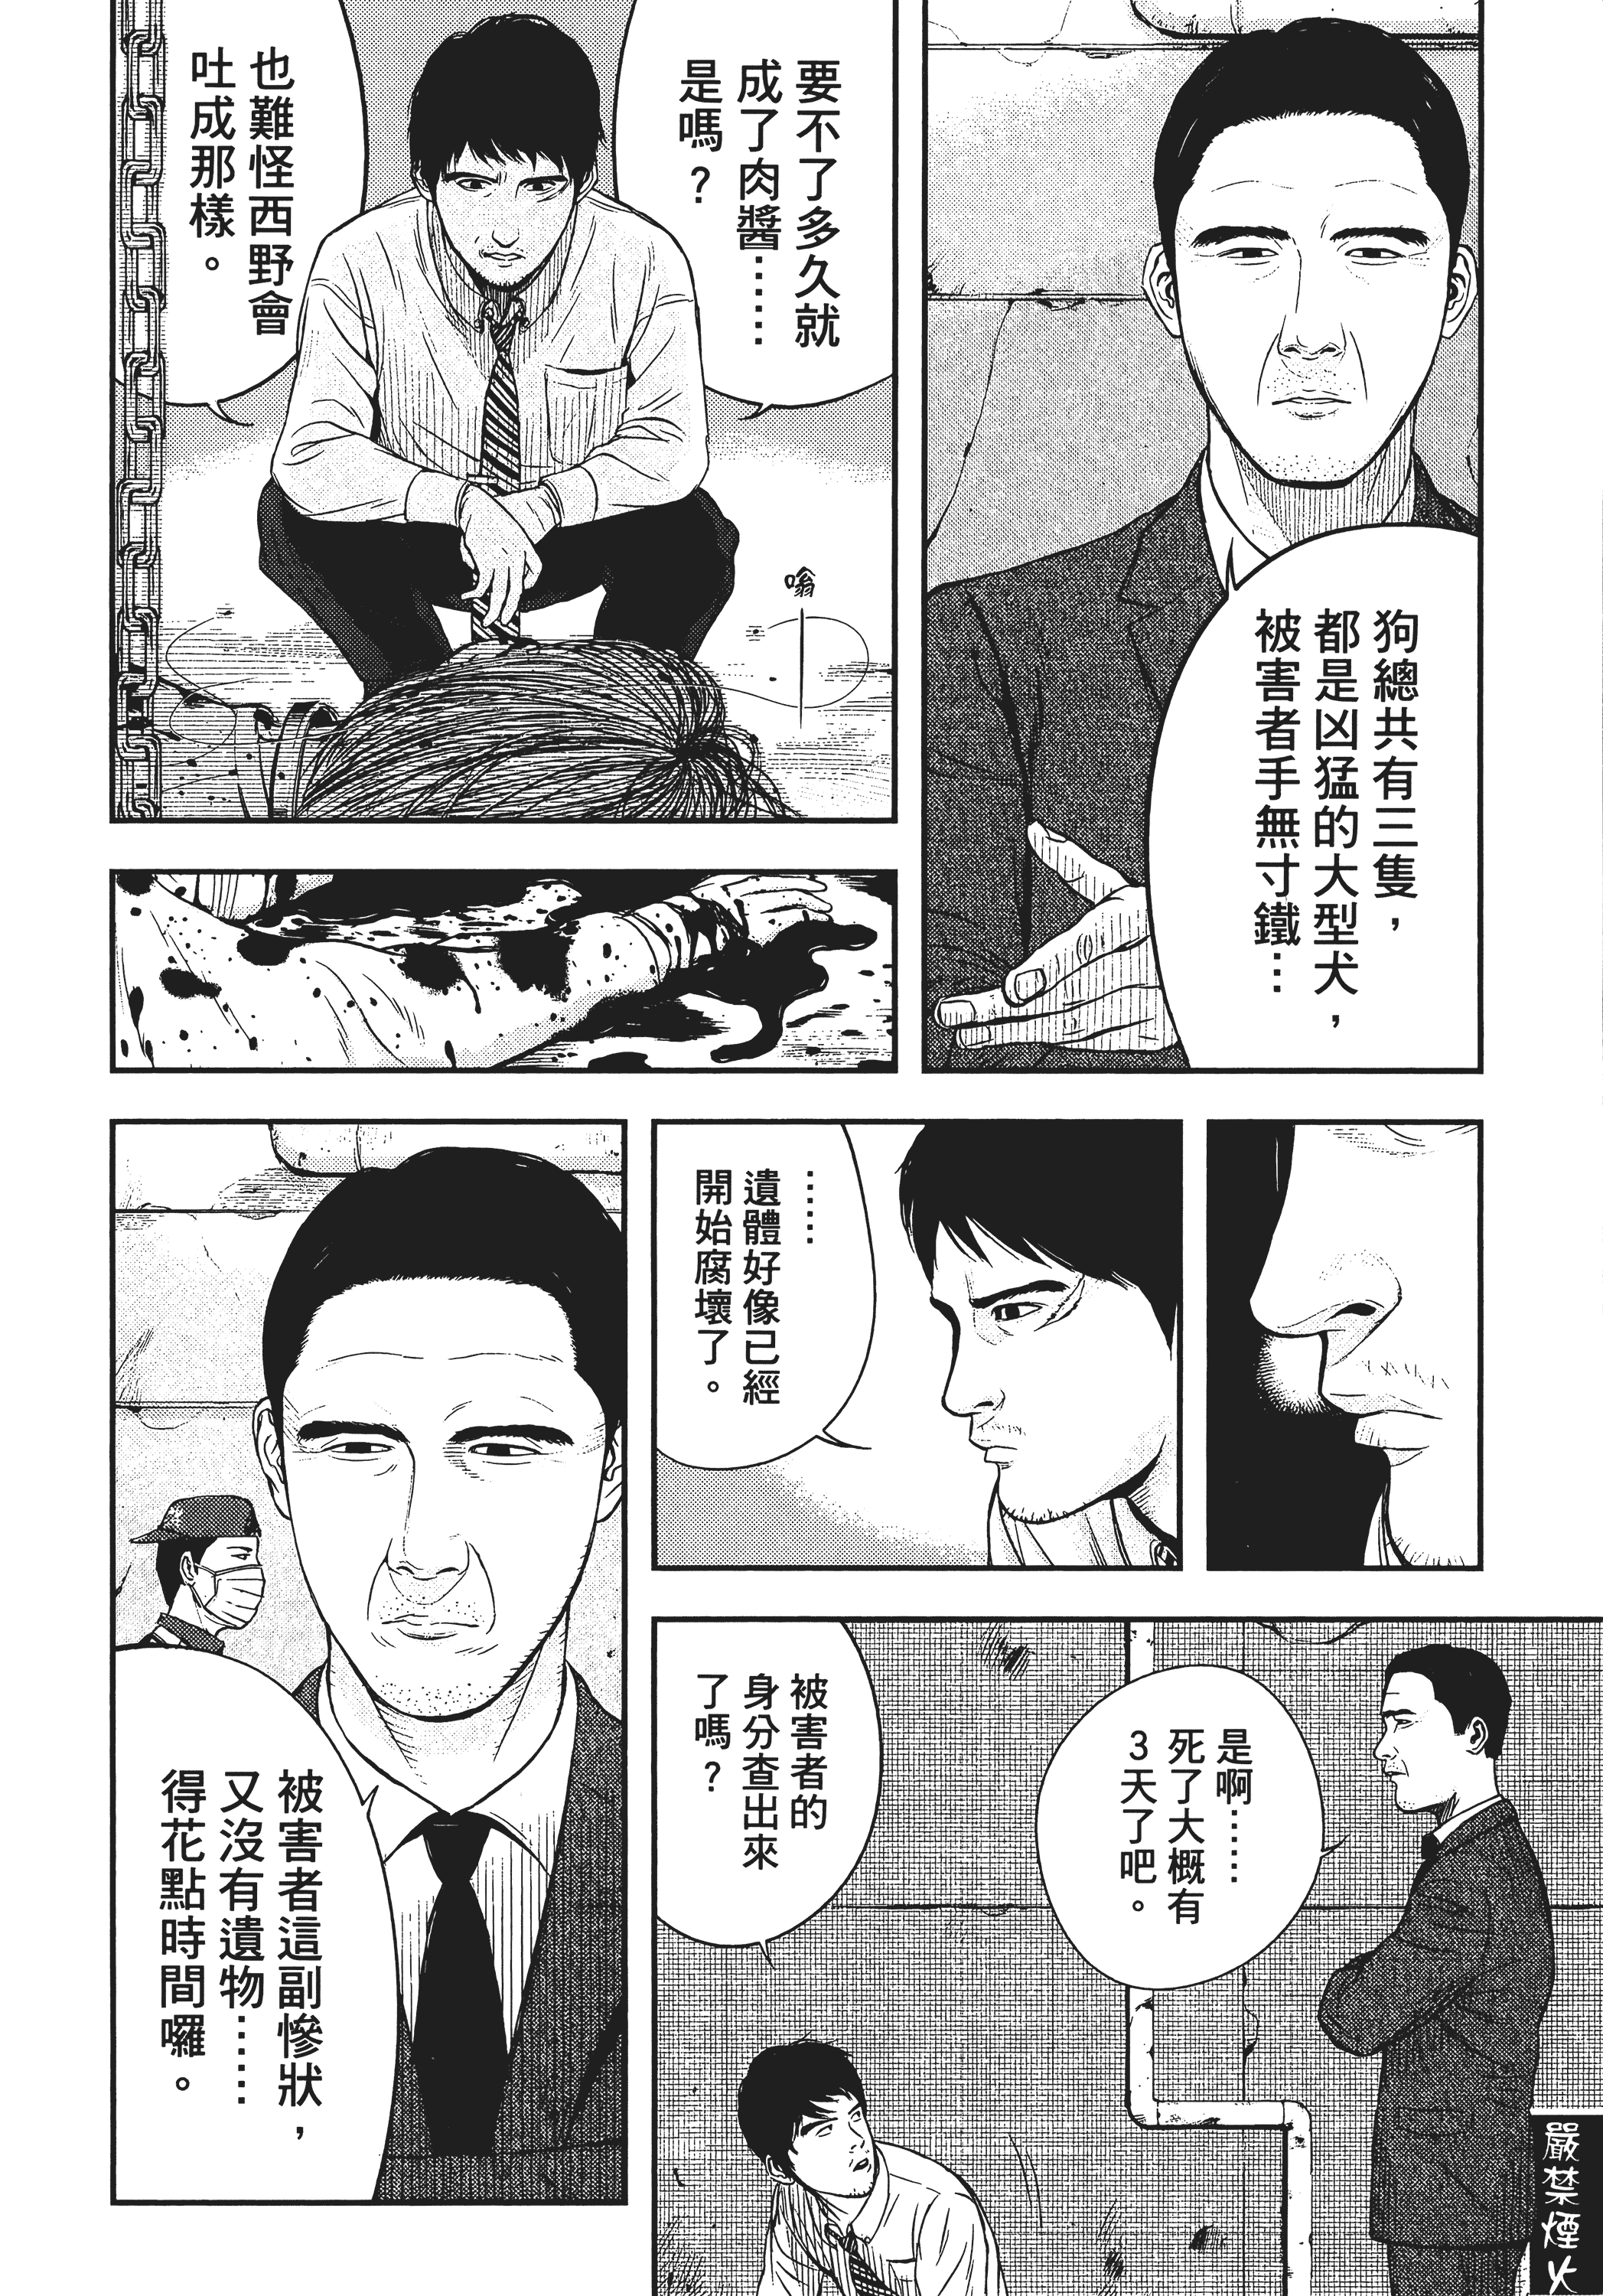 狗總共有三隻，
都是凶猛的大型犬，
被害者手無寸鐵…
要不了多久就
成了肉醬……
是嗎？
也難怪西野會
吐成那樣。
嗡
……
遺體好像已經
開始腐壞了。
是啊……
死了大概有
3天了吧。
被害者的
身分查出來
了嗎？
嚴禁煙火
被害者這副慘狀，
又沒有遺物……
得花點時間囉。